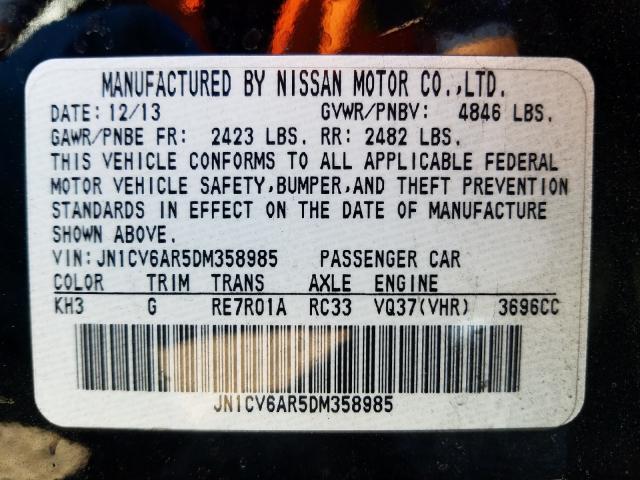 MANUFACTURED BY NISSAN MOTOR CO.,LTD.
DATE: 12/13 GVWR/PNBV: 4846 LBS.
GAWR/PNBE FR: 2423 LBS. RR: 2482 LBS.
THIS VEHICLE CONFORMS TO ALL APPLICABLE FEDERAL
MOTOR VEHICLE SAFETY,BUMPER,AND THEFT PREVENTION
STANDARDS IN EFFECT ON THE DATE OF MANUFACTURE
SHOWN ABOVE.
VIN: JN1CV6AR5DM358985 PASSENGER CAR
COLOR TRIM TRANS AXLE ENGINE
KH3 G RE7R01A RC33 VQ37(VHR) 3696CC
JN1CV6AR5DM358985